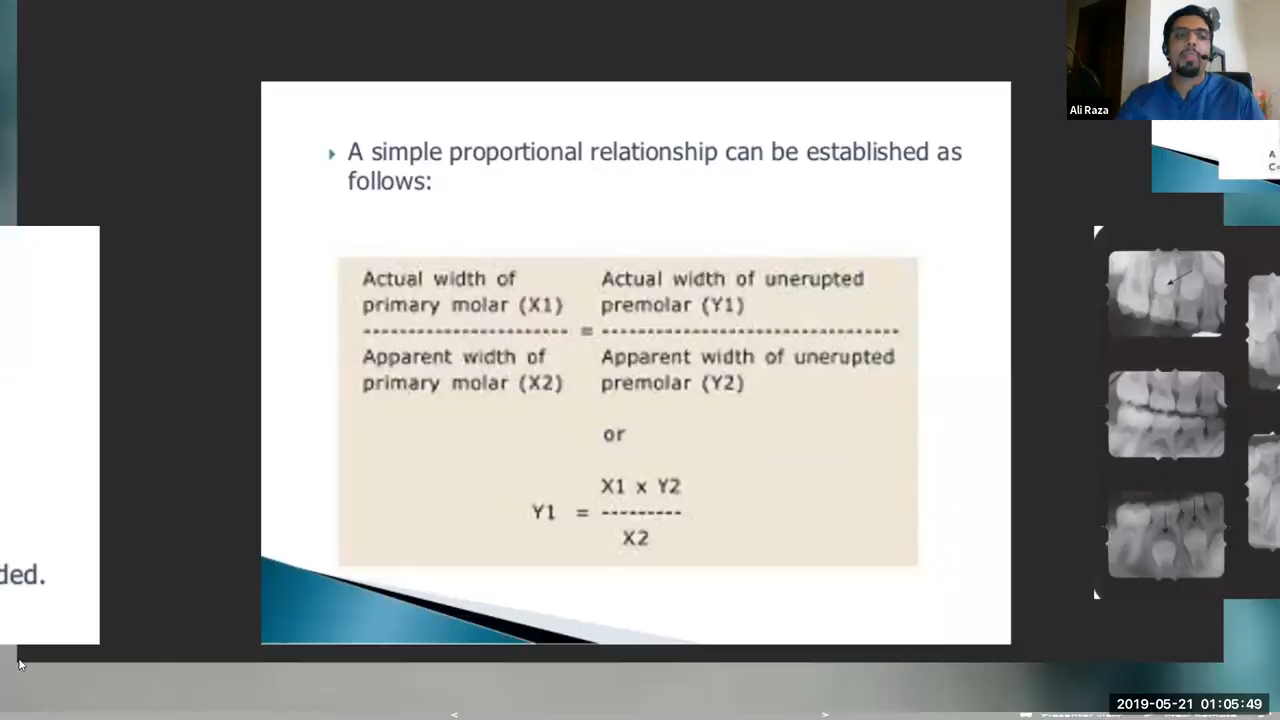 Ali Raza
A simple proportional relationship can be established as
follows:
A
C=
Actual width of
primary molar (X1)
Actual width of unerupted
premolar (Y1)
--------------------- = ------------------------------
Apparent width of
primary molar (X2)
Apparent width of unerupted
premolar (Y2)
or
X1 x Y2
Y1 = ---------
X2
ded.
2019-05-21 01:05:49